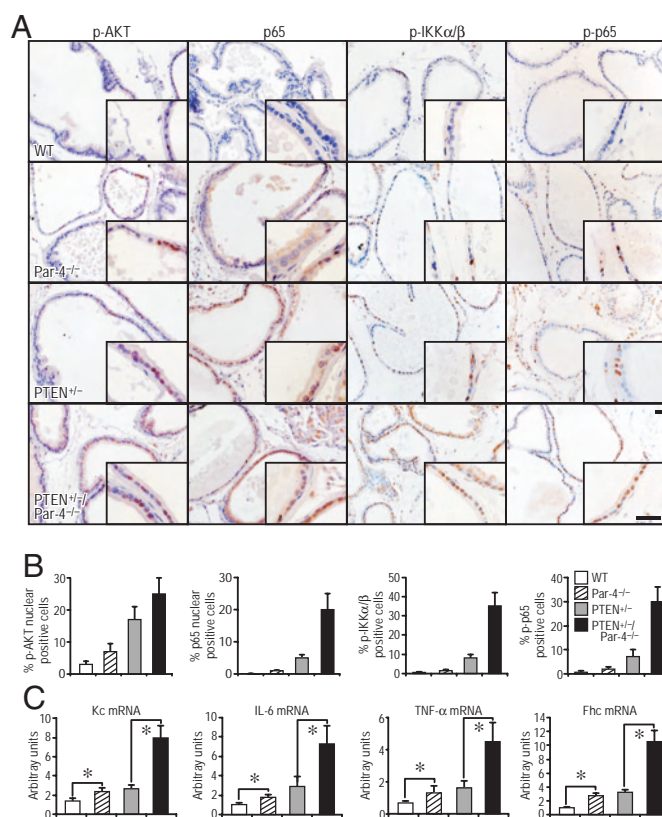 A
p-AKT p65 p-IKKα/β p-p65
WT
Par-4⁻/⁻
PTEN⁺/⁻
PTEN⁺/⁻/
Par-4⁻/⁻
B
% p-AKT nuclear
positive cells
30
20
10
0
% p65 nuclear
positive cells
30
20
10
0
% p-IKKα/β
positive cells
50
40
30
20
10
0
% p-p65
positive cells
40
30
20
10
0
WT
Par-4⁻/⁻
PTEN⁺/⁻
PTEN⁺/⁻/
Par-4⁻/⁻
C
Kc mRNA
Arbitray units
10
8
6
4
2
0
*
*
IL-6 mRNA
Arbitray units
10
8
6
4
2
0
*
*
TNF-α mRNA
Arbitray units
6
4
2
0
*
*
Fhc mRNA
Arbitray units
14
12
10
8
6
4
2
0
*
*